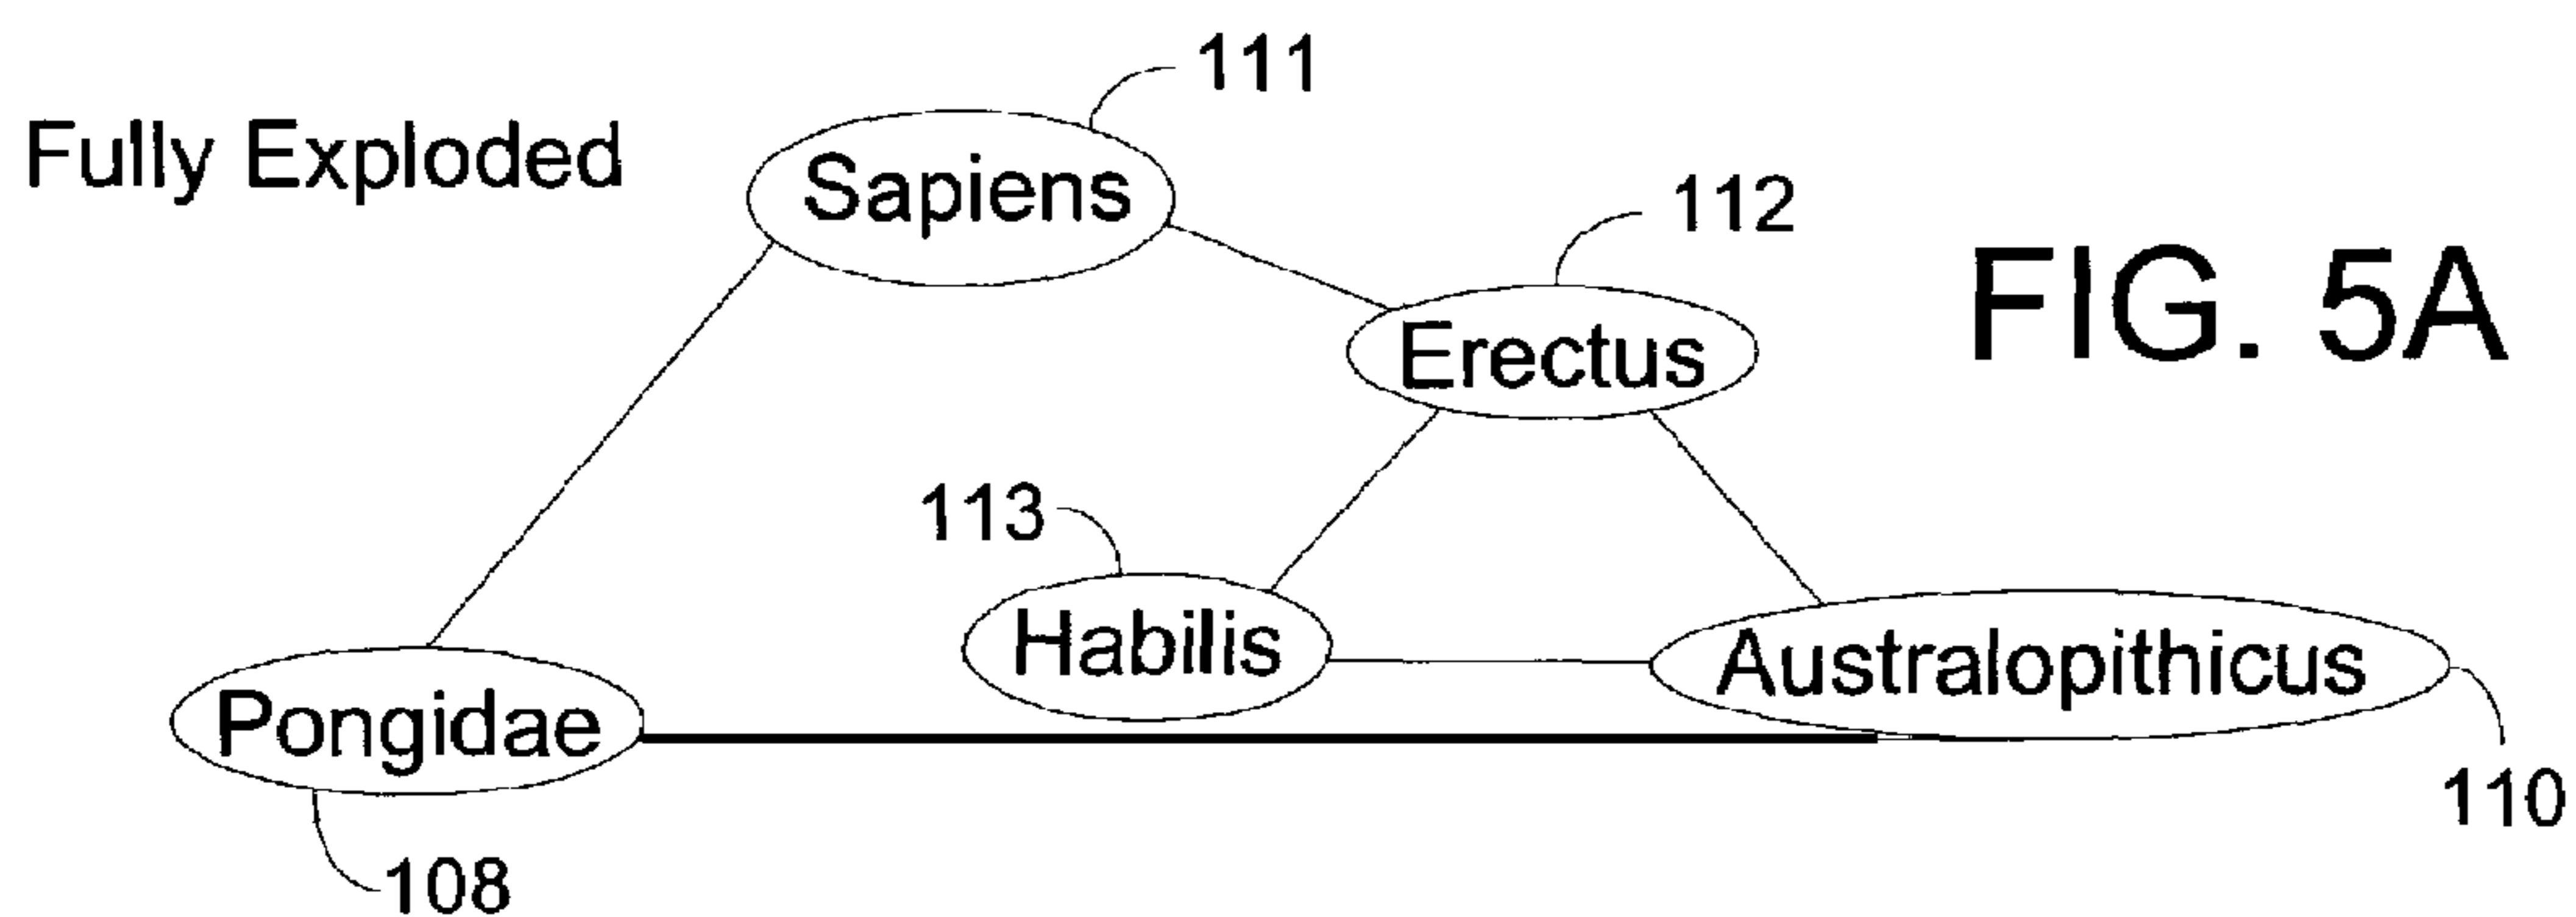 111
Fully Exploded
Sapiens
112
Erectus
FIG. 5A
113
Habilis
Australopithicus
Pongidae
110
108